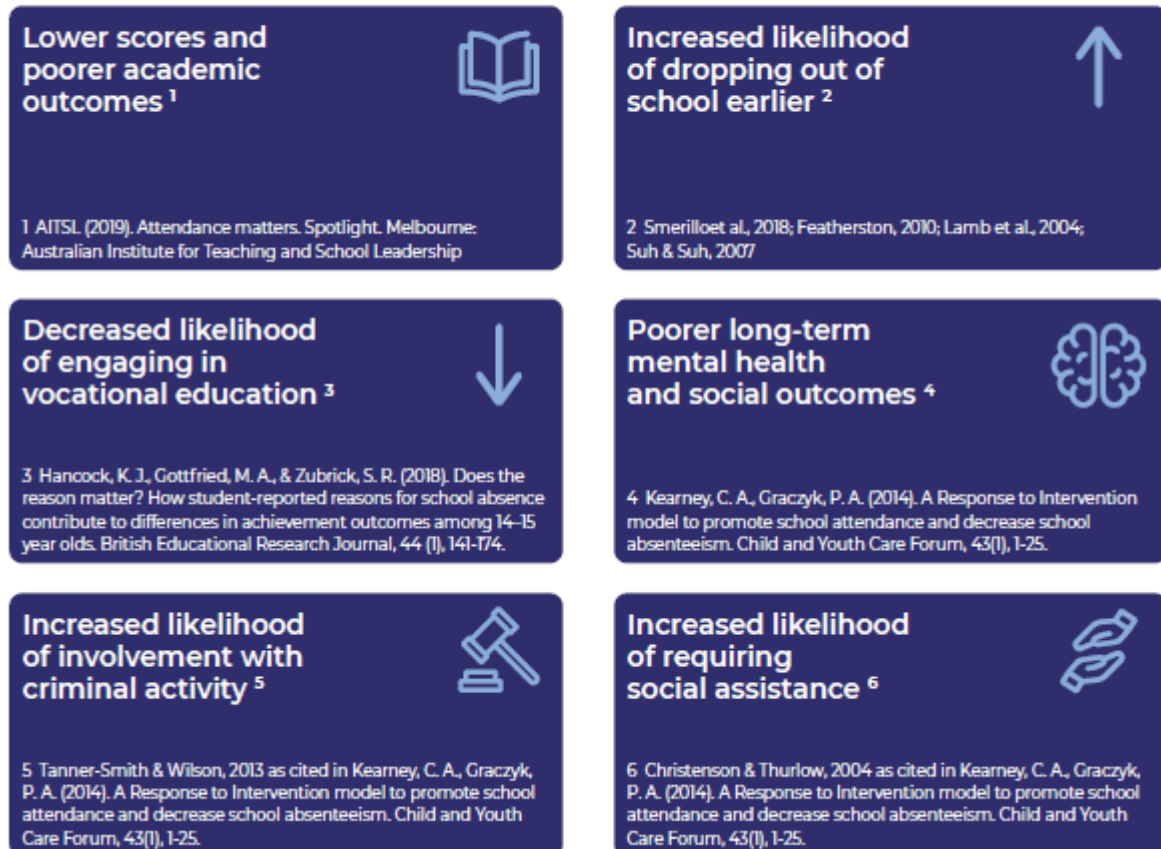 Lower scores and
poorer academic
outcomes ¹
1 AITSL (2019). Attendance matters. Spotlight. Melbourne:
Australian Institute for Teaching and School Leadership
Increased likelihood
of dropping out of
school earlier ²
2 Smerilloet al., 2018; Featherston, 2010; Lamb et al., 2004;
Suh & Suh, 2007
Decreased likelihood
of engaging in
vocational education ³
3 Hancock, K. J., Gottfried, M. A., & Zubrick, S. R. (2018). Does the
reason matter? How student-reported reasons for school absence
contribute to differences in achievement outcomes among 14–15
year olds. British Educational Research Journal, 44 (1), 141-174.
Poorer long-term
mental health
and social outcomes ⁴
4 Kearney, C. A., Graczyk, P. A. (2014). A Response to Intervention
model to promote school attendance and decrease school
absenteeism. Child and Youth Care Forum, 43(1), 1-25.
Increased likelihood
of involvement with
criminal activity ⁵
5 Tanner-Smith & Wilson, 2013 as cited in Kearney, C. A., Graczyk,
P. A. (2014). A Response to Intervention model to promote school
attendance and decrease school absenteeism. Child and Youth
Care Forum, 43(1), 1-25.
Increased likelihood
of requiring
social assistance ⁶
6 Christenson & Thurlow, 2004 as cited in Kearney, C. A., Graczyk,
P. A. (2014). A Response to Intervention model to promote school
attendance and decrease school absenteeism. Child and Youth
Care Forum, 43(1), 1-25.